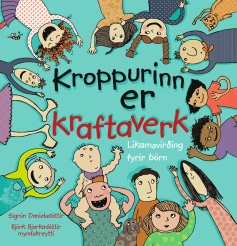 Kroppurinn
er
kraftaverk
Líkamsvirðing
fyrir börn
Sigrún Daníelsdóttir
Björk Bjarkadóttir
myndskreytti